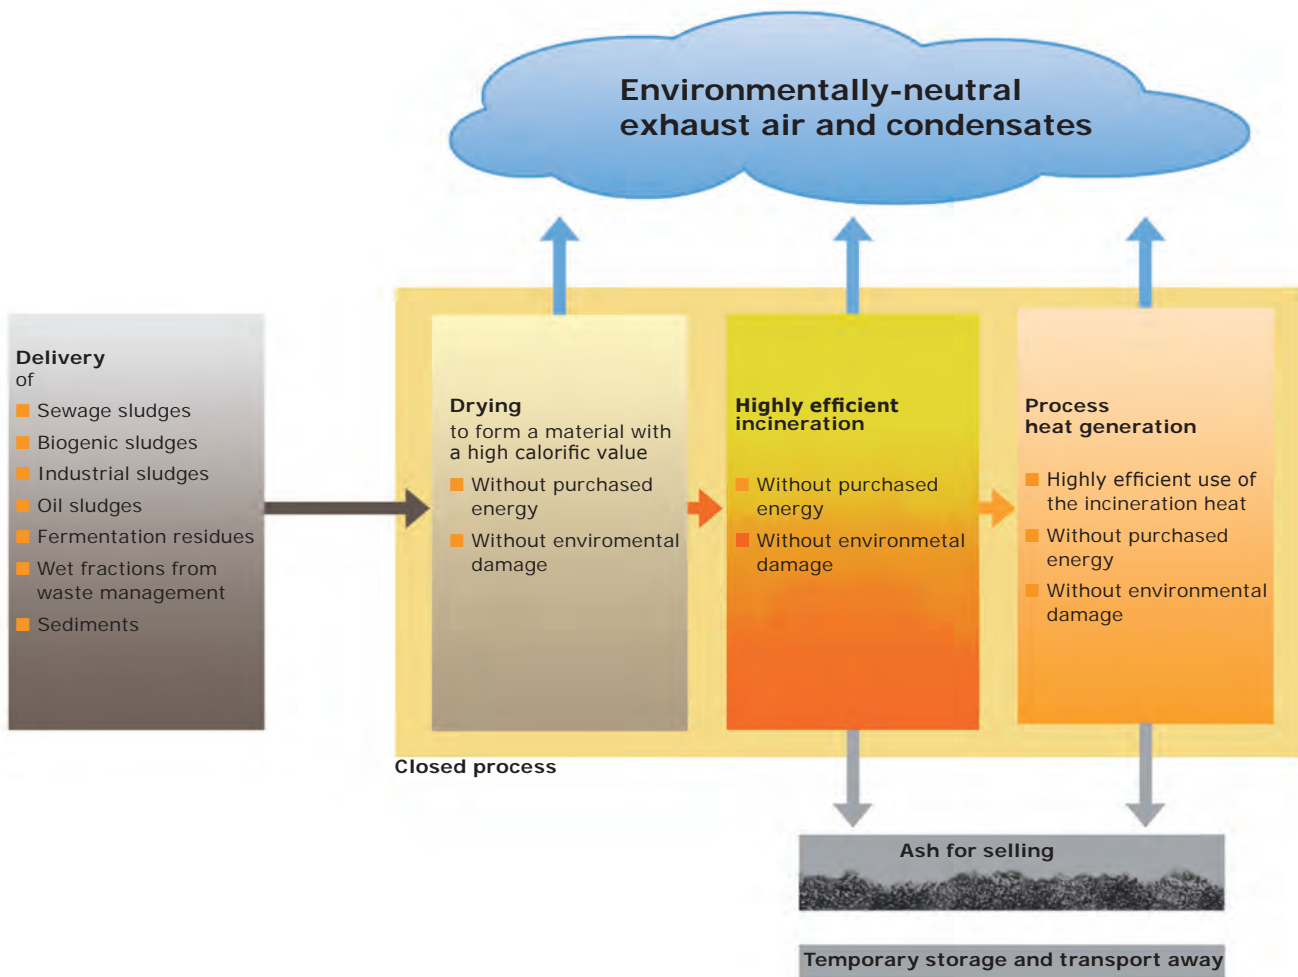 Environmentally-neutral
exhaust air and condensates
Delivery
of
Sewage sludges
Biogenic sludges
Industrial sludges
Oil sludges
Fermentation residues
Wet fractions from
waste management
Sediments
Drying
to form a material with
a high calorific value
Without purchased
energy
Without enviromental
damage
Highly efficient
incineration
Without purchased
energy
Without environmetal
damage
Process
heat generation
Highly efficient use of
the incineration heat
Without purchased
energy
Without environmental
damage
Closed process
Ash for selling
Temporary storage and transport away